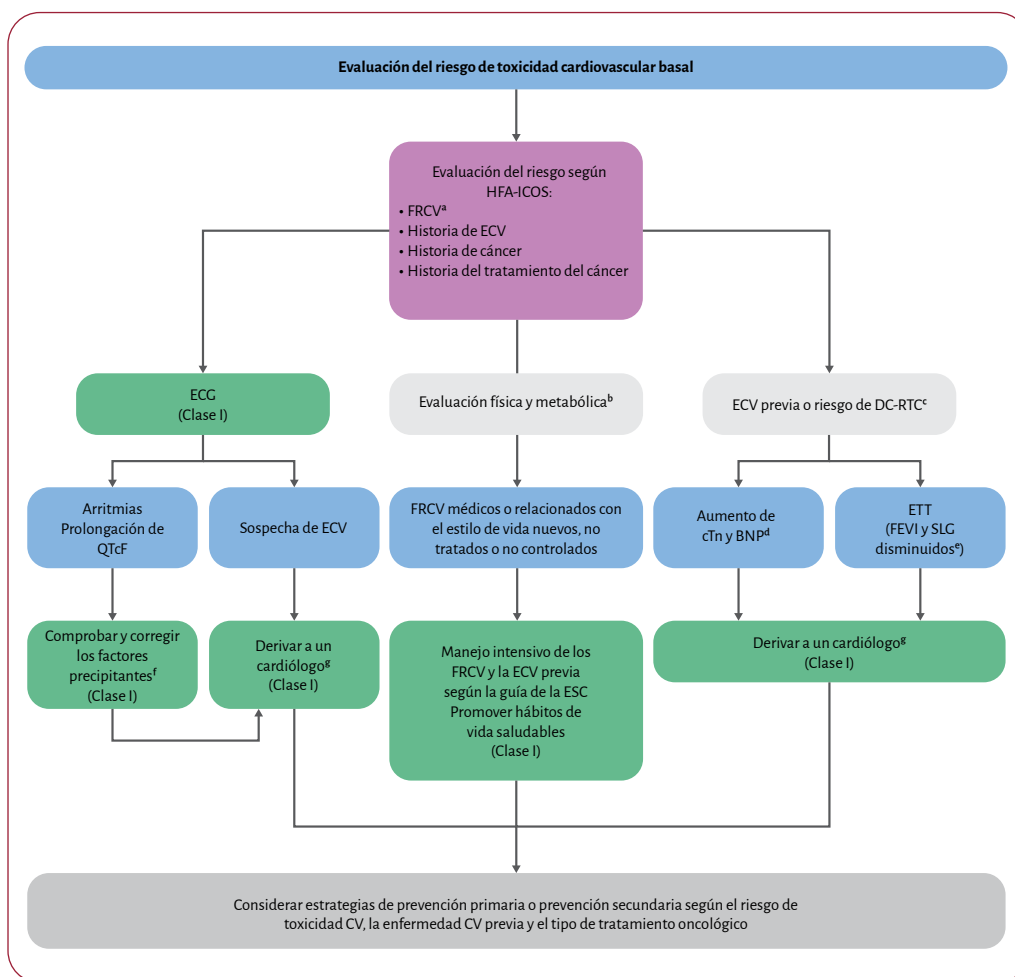 Evaluación del riesgo de toxicidad cardiovascular basal
Evaluación del riesgo según
HFA-ICOS:
• FRCVᵃ
• Historia de ECV
• Historia de cáncer
• Historia del tratamiento del cáncer
ECG
(Clase I)
Evaluación física y metabólicaᵇ
ECV previa o riesgo de DC-RTCᶜ
Arritmias
Prolongación de
QTcF
Sospecha de ECV
FRCV médicos o relacionados con
el estilo de vida nuevos, no
tratados o no controlados
Aumento de
cTn y BNPᵈ
ETT
(FEVI y SLG
disminuidosᵉ)
Comprobar y corregir
los factores
precipitantesᶠ
(Clase I)
Derivar a un
cardiólogoᵍ
(Clase I)
Manejo intensivo de los
FRCV y la ECV previa
según la guía de la ESC
Promover hábitos de
vida saludables
(Clase I)
Derivar a un cardiólogoᵍ
(Clase I)
Considerar estrategias de prevención primaria o prevención secundaria según el riesgo de
toxicidad CV, la enfermedad CV previa y el tipo de tratamiento oncológico